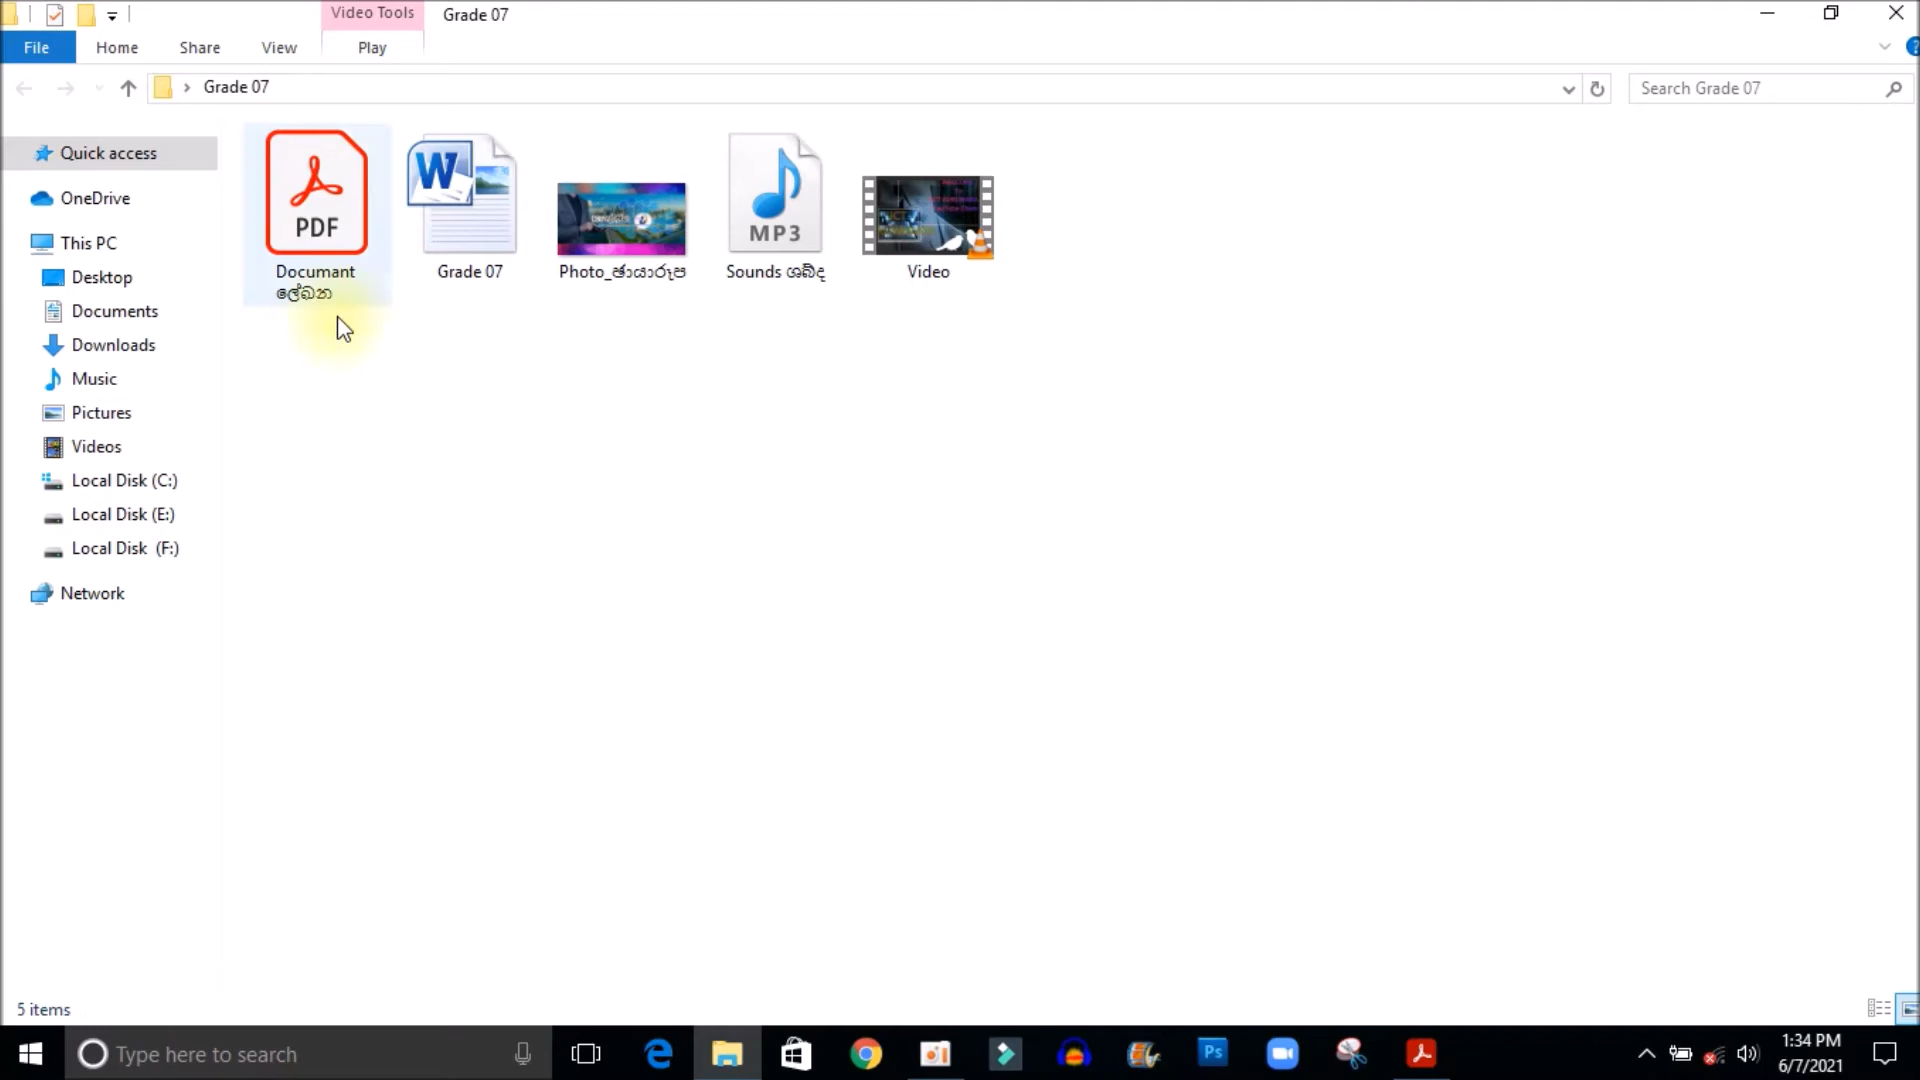 Video Tools
Grade 07
File
Home
Share
View
Play
Grade 07
Search Grade 07
Quick access
OneDrive
This PC
Desktop
Documents
Downloads
Music
Pictures
Videos
Local Disk (C:)
Local Disk (E:)
Local Disk (F:)
Network
PDF
Documant
ලේඛන
W
Grade 07
Photo_ඡායාරූප
MP3
Sounds ශබ්ද
Video
5 items
Type here to search
Ps
1:34 PM
6/7/2021